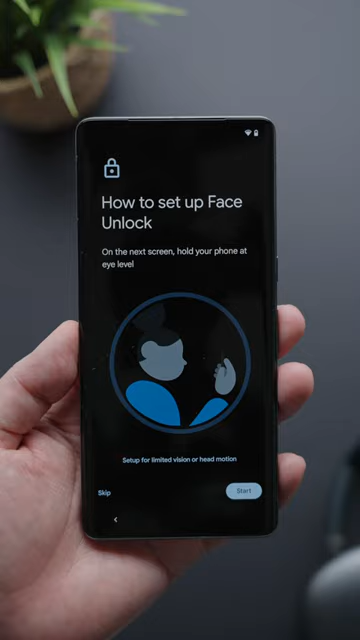 How to set up Face
Unlock
On the next screen, hold your phone at
eye level
Setup for limited vision or head motion
Skip
Start